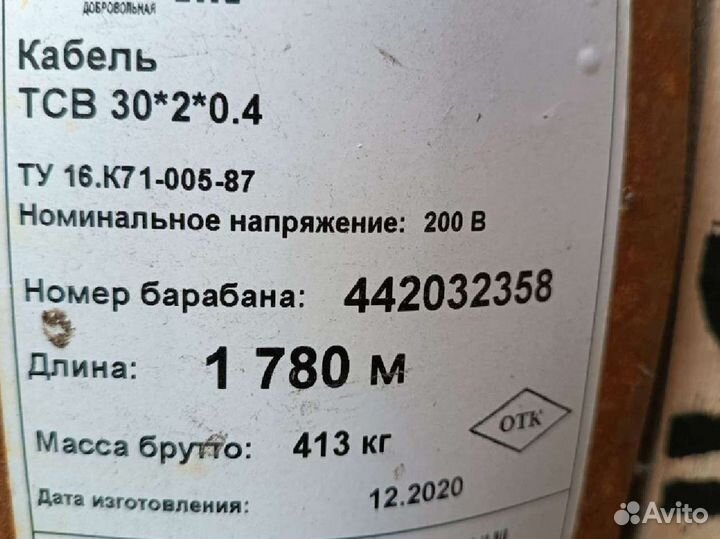 ДОБРОВОЛЬНАЯ
Кабель
ТСВ 30*2*0.4
ТУ 16.К71-005-87
Номинальное напряжение: 200 В
Номер барабана: 442032358
Длина: 1 780 м
Масса брутто: 413 кг
ОТК
Дата изготовления: 12.2020
Avito